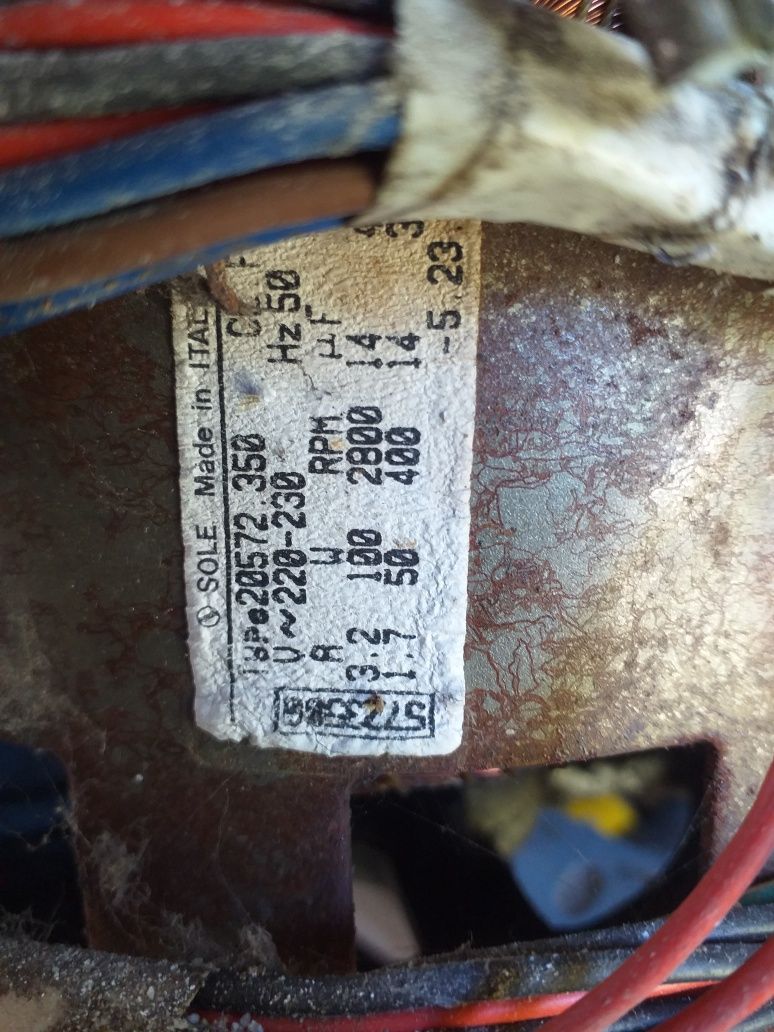 SOLE Made in ITAL
Type 20572.350
V~220-230 Hz 50
A W RPM µF
3.2 100 2800 14
1.7 50 400 14
-5.23